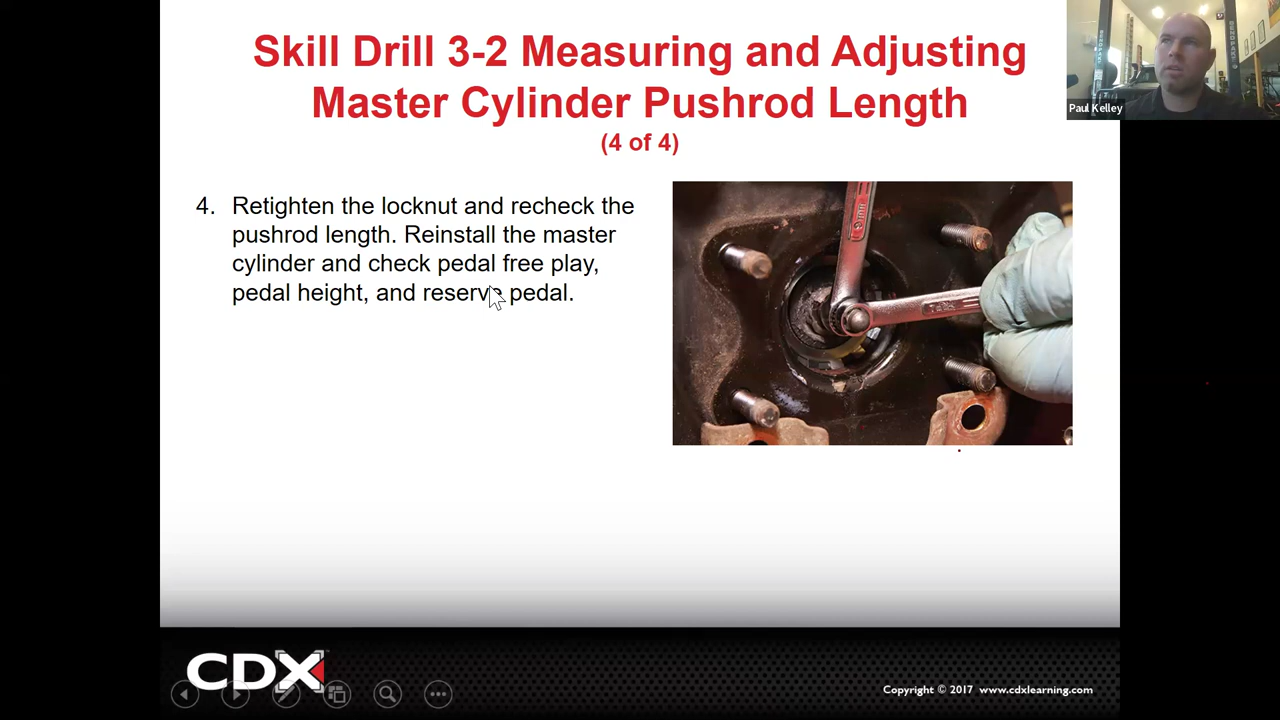 Skill Drill 3-2 Measuring and Adjusting
Master Cylinder Pushrod Length
(4 of 4)
Paul Kelley
4. Retighten the locknut and recheck the
pushrod length. Reinstall the master
cylinder and check pedal free play,
pedal height, and reserve pedal.
CDX
Copyright © 2017 www.cdxlearning.com